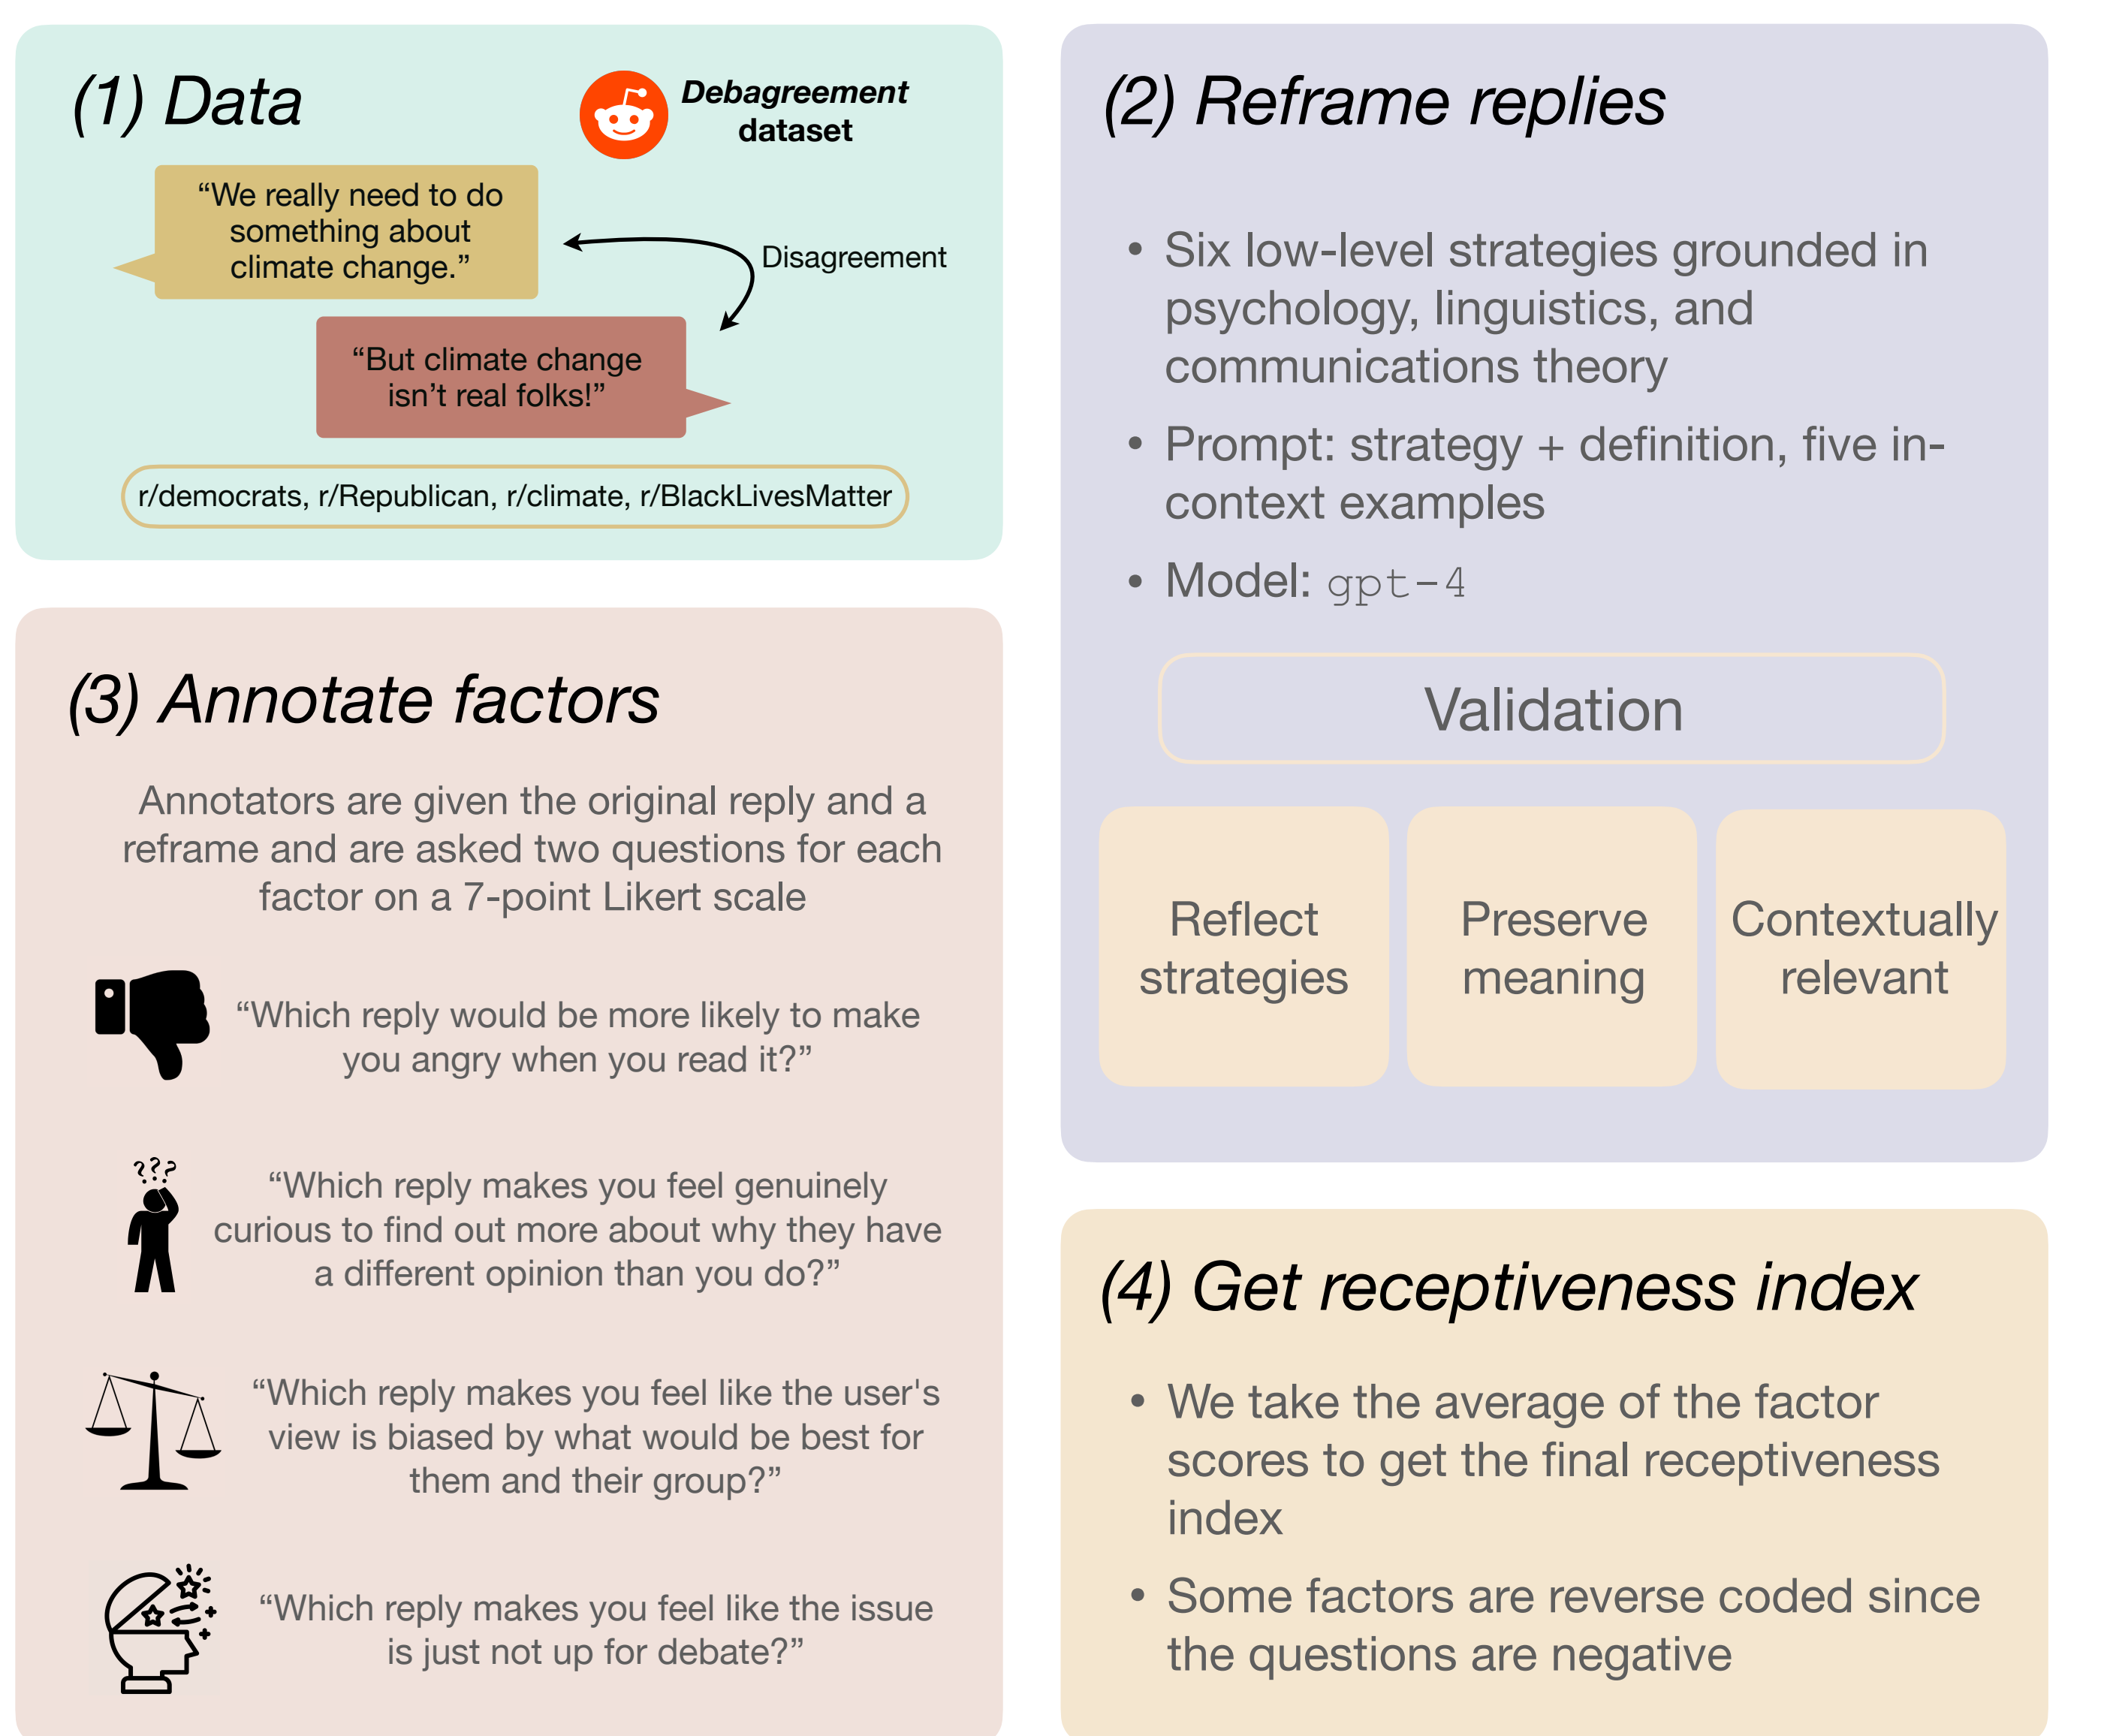 (1) Data
Debagreement
dataset
“We really need to do
something about
climate change.”
Disagreement
“But climate change
isn’t real folks!”
r/democrats, r/Republican, r/climate, r/BlackLivesMatter
(2) Reframe replies
• Six low-level strategies grounded in
psychology, linguistics, and
communications theory
• Prompt: strategy + definition, five in-
context examples
• Model: gpt-4
Validation
Reflect
strategies
Preserve
meaning
Contextually
relevant
(3) Annotate factors
Annotators are given the original reply and a
reframe and are asked two questions for each
factor on a 7-point Likert scale
“Which reply would be more likely to make
you angry when you read it?”
???
“Which reply makes you feel genuinely
curious to find out more about why they have
a different opinion than you do?”
“Which reply makes you feel like the user's
view is biased by what would be best for
them and their group?”
“Which reply makes you feel like the issue
is just not up for debate?”
(4) Get receptiveness index
• We take the average of the factor
scores to get the final receptiveness
index
• Some factors are reverse coded since
the questions are negative